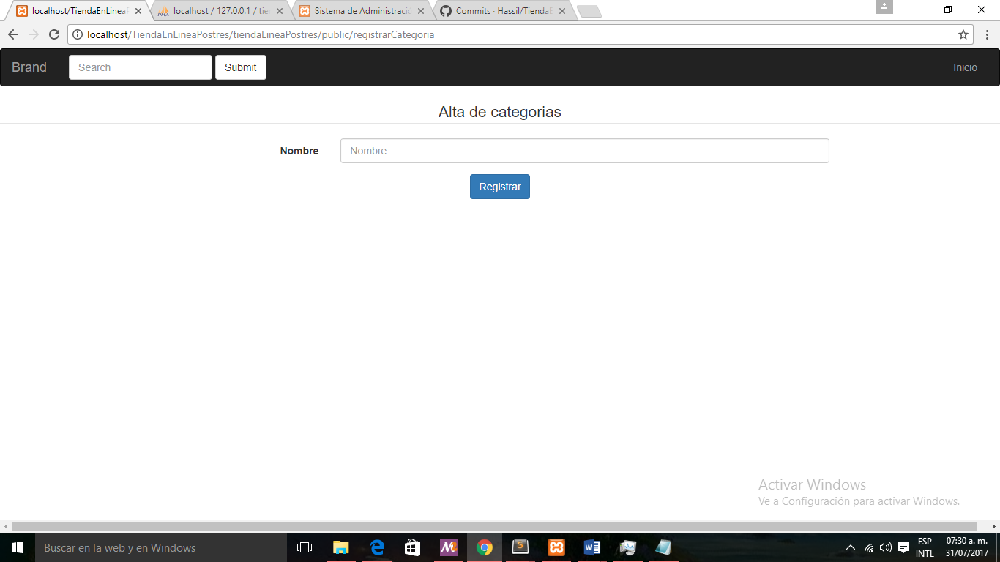 localhost/TiendaEnLineaP
localhost / 127.0.0.1 / tie
Sistema de Administració
Commits - Hassil/TiendaE
localhost/TiendaEnLineaPostres/tiendaLineaPostres/public/registrarCategoria
Brand Search Submit Inicio
Alta de categorias
Nombre Nombre
Registrar
Activar Windows
Ve a Configuración para activar Windows.
Buscar en la web y en Windows
ESP 07:30 a. m.
INTL 31/07/2017